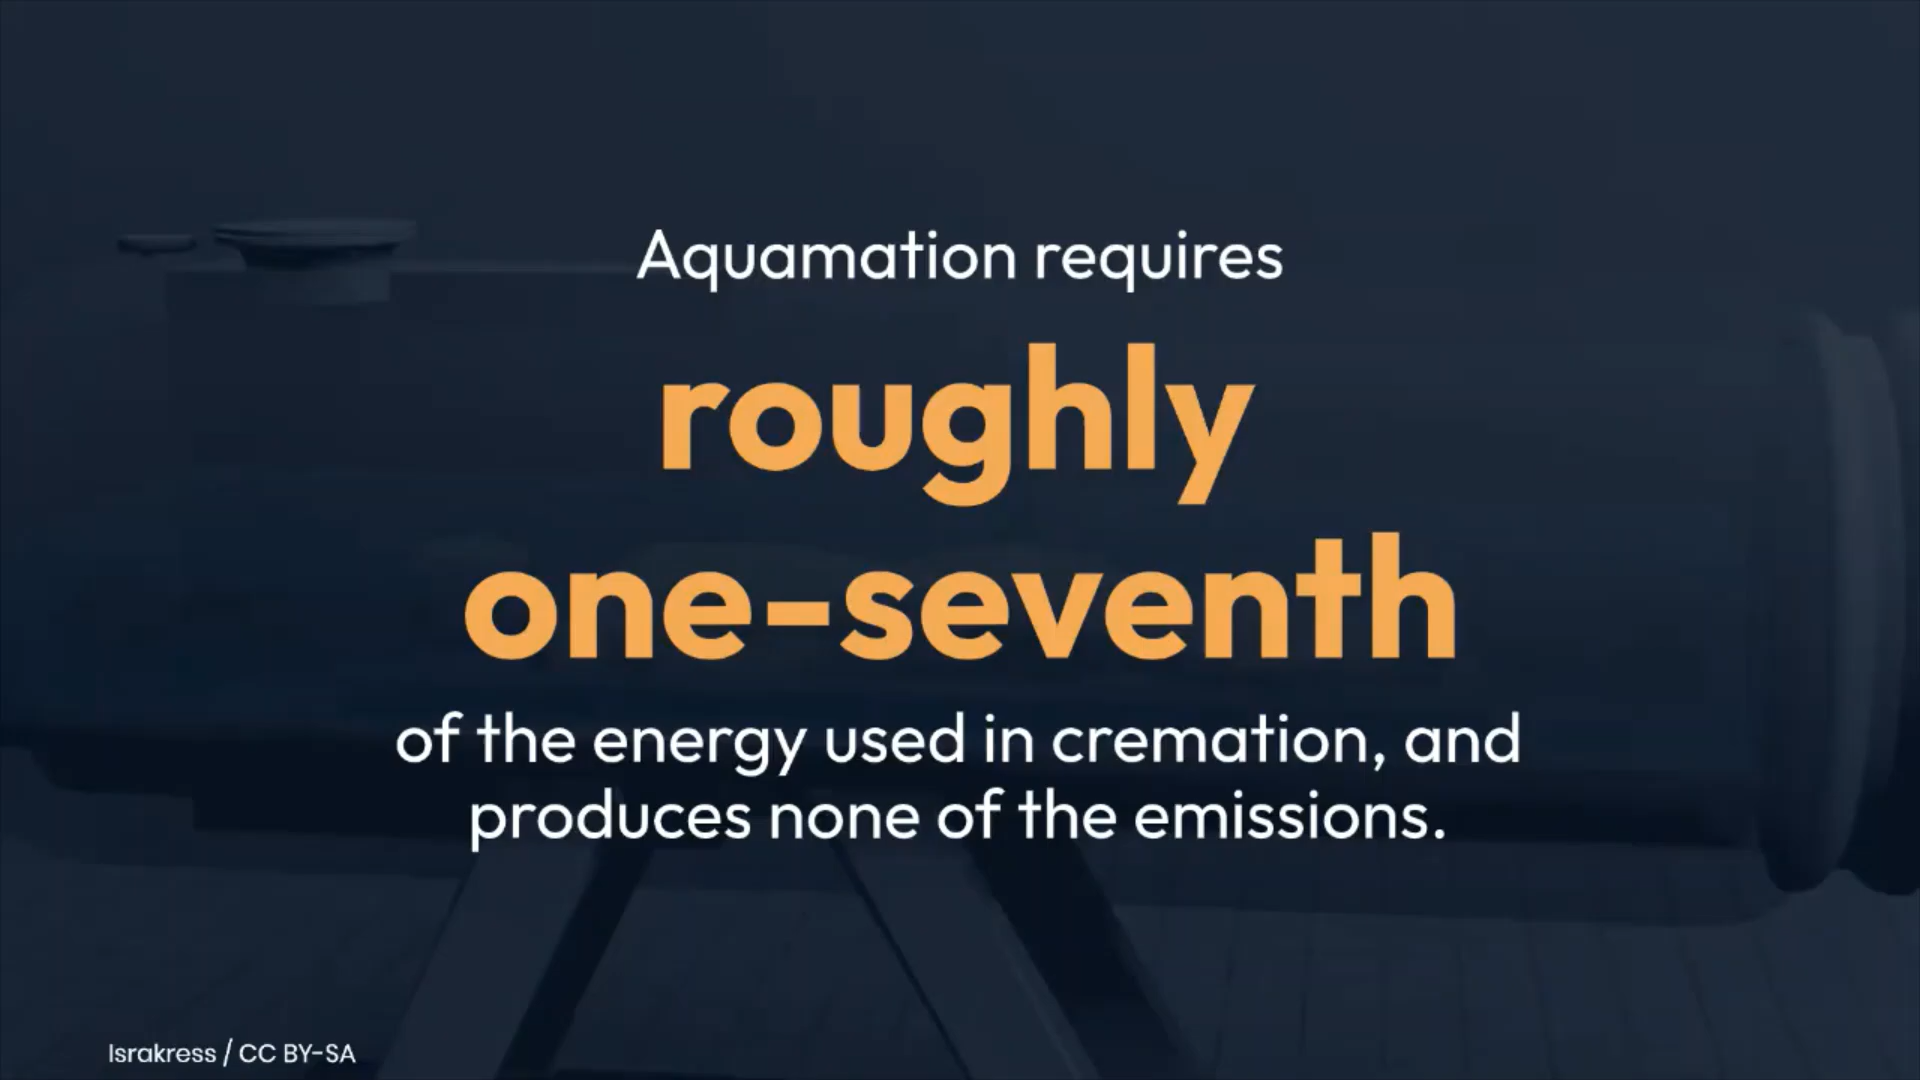 Aquamation requires
roughly
one-seventh
of the energy used in cremation, and
produces none of the emissions.
Israkress / CC BY-SA